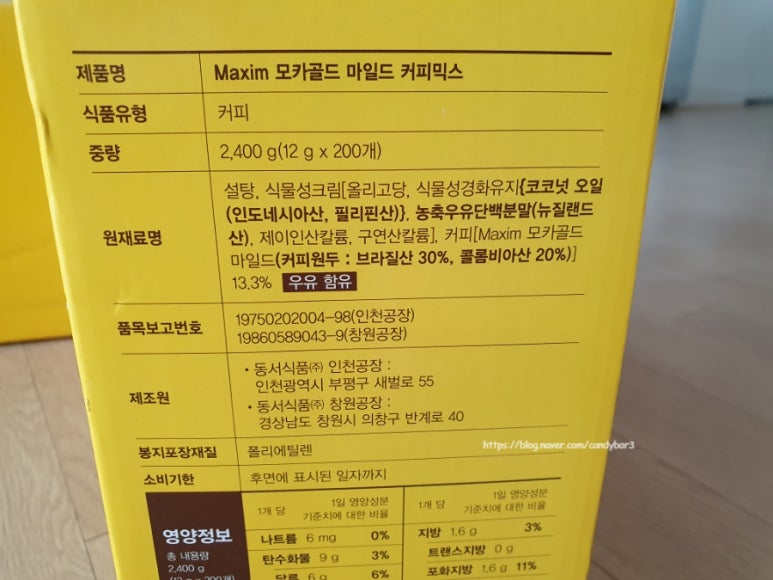 제품명 Maxim 모카골드 마일드 커피믹스
식품유형 커피
중량 2,400 g(12 g x 200개)
원재료명 설탕, 식물성크림[올리고당, 식물성경화유지{코코넛 오일
(인도네시아산, 필리핀산)}, 농축우유단백분말(뉴질랜드
산), 제이인산칼륨, 구연산칼륨], 커피[Maxim 모카골드
마일드(커피원두 : 브라질산 30%, 콜롬비아산 20%)]
13.3% 우유 함유
품목보고번호 19750202004-98(인천공장)
19860589043-9(창원공장)
제조원 • 동서식품㈜ 인천공장 :
인천광역시 부평구 새벌로 55
• 동서식품㈜ 창원공장 :
경상남도 창원시 의창구 반계로 40
https://blog.naver.com/candybar3
봉지포장재질 폴리에틸렌
소비기한 후면에 표시된 일자까지
영양정보
총 내용량
2,400 g
(12 g x 200개)
1개 당 1일 영양성분
기준치에 대한 비율
나트륨 6 mg 0%
탄수화물 9 g 3%
당류 6 g 6%
1개 당 1일 영양성분
기준치에 대한 비율
지방 1.6 g 3%
트랜스지방 0 g
포화지방 1.6 g 11%